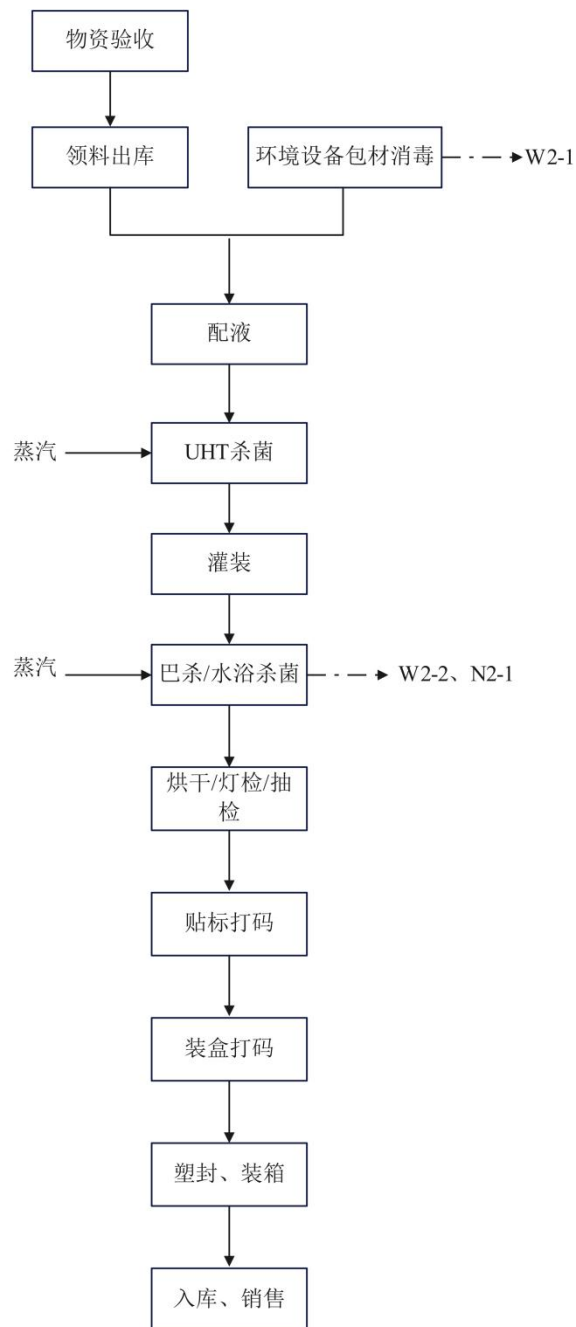 物资验收
领料出库
环境设备包材消毒
W2-1
配液
蒸汽
UHT杀菌
灌装
蒸汽
巴杀/水浴杀菌
W2-2、N2-1
烘干/灯检/抽
检
贴标打码
装盒打码
塑封、装箱
入库、销售